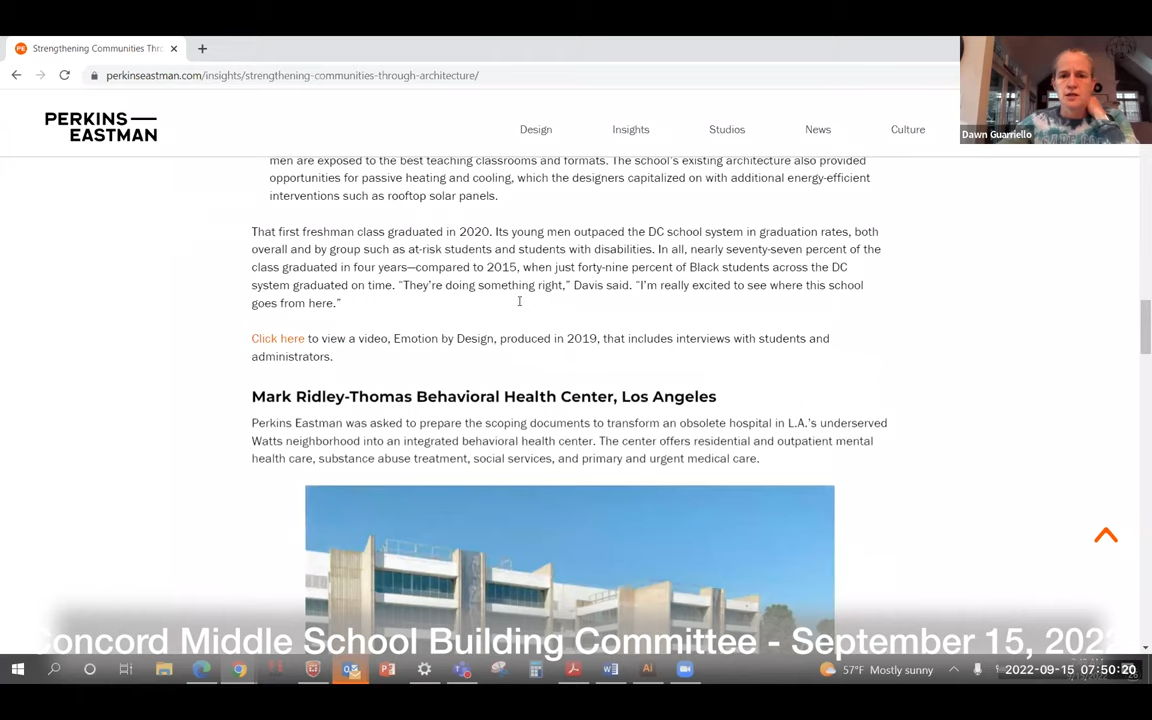 Strengthening Communities Thro
perkinseastman.com/insights/strengthening-communities-through-architecture/
PERKINS
EASTMAN
Design
Insights
Studios
News
Culture
Dawn Guarriello
men are exposed to the best teaching classrooms and formats. The school's existing architecture also provided
opportunities for passive heating and cooling, which the designers capitalized on with additional energy-efficient
interventions such as rooftop solar panels.
That first freshman class graduated in 2020. Its young men outpaced the DC school system in graduation rates, both
overall and by group such as at-risk students and students with disabilities. In all, nearly seventy-seven percent of the
class graduated in four years—compared to 2015, when just forty-nine percent of Black students across the DC
system graduated on time. “They're doing something right,” Davis said. “I'm really excited to see where this school
goes from here.”
Click here to view a video, Emotion by Design, produced in 2019, that includes interviews with students and
administrators.
Mark Ridley-Thomas Behavioral Health Center, Los Angeles
Perkins Eastman was asked to prepare the scoping documents to transform an obsolete hospital in L.A.'s underserved
Watts neighborhood into an integrated behavioral health center. The center offers residential and outpatient mental
health care, substance abuse treatment, social services, and primary and urgent medical care.
Concord Middle School Building Committee - September 15, 2022
57°F Mostly sunny
2022-09-15 07:50:20